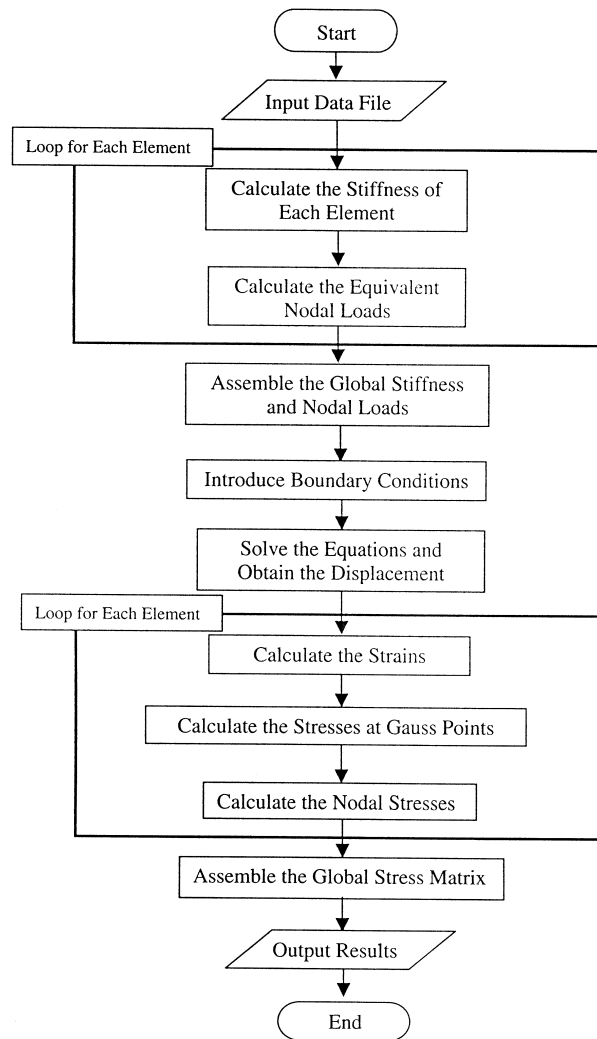 Start
Input Data File
Loop for Each Element
Calculate the Stiffness of
Each Element
Calculate the Equivalent
Nodal Loads
Assemble the Global Stiffness
and Nodal Loads
Introduce Boundary Conditions
Solve the Equations and
Obtain the Displacement
Loop for Each Element
Calculate the Strains
Calculate the Stresses at Gauss Points
Calculate the Nodal Stresses
Assemble the Global Stress Matrix
Output Results
End